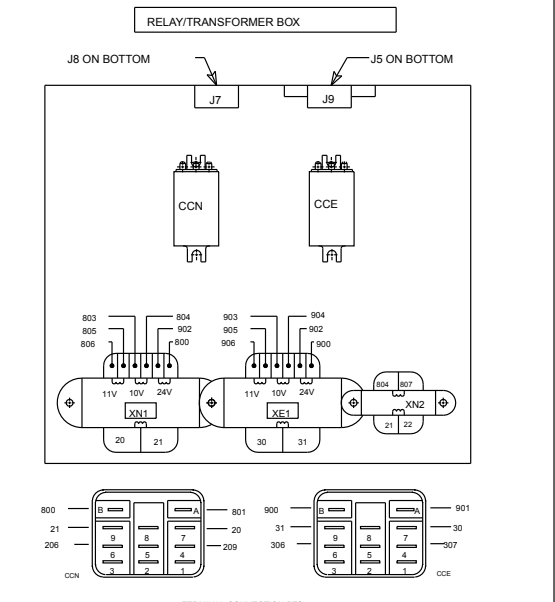 RELAY/TRANSFORMER BOX
J8 ON BOTTOM J5 ON BOTTOM
J7 J9
CCN CCE
803 804 903 904
805 902 905 902
806 800 906 900
11V 10V 24V 11V 10V 24V 804 807
XN1 XE1 XN2
20 21 30 31 21 22
800 B A 801 900 B A 901
21 20 31 30
9 8 7 9 8 7
206 209 306 307
6 5 4 6 5 4
3 2 1 3 2 1
CCN CCE